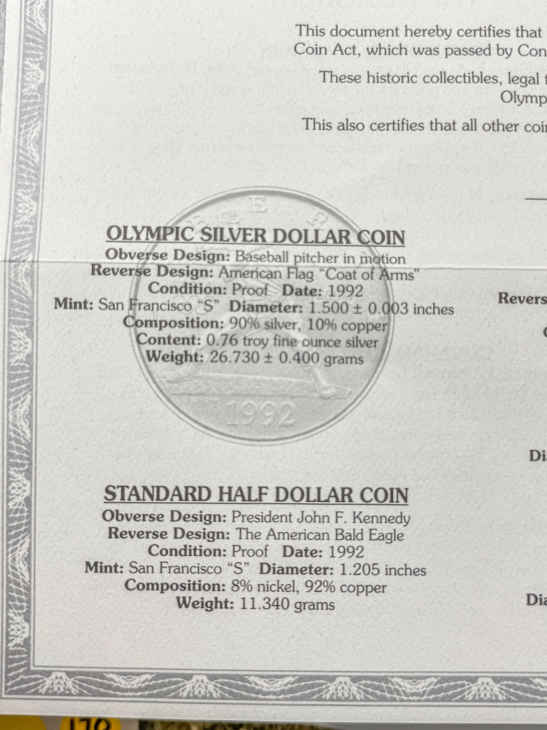 This document hereby certifies that
Coin Act, which was passed by Con
These historic collectibles, legal
Olymp
This also certifies that all other coi
OLYMPIC SILVER DOLLAR COIN
Obverse Design: Baseball pitcher in motion
Reverse Design: American Flag “Coat of Arms”
Condition: Proof Date: 1992
Mint: San Francisco “S” Diameter: 1.500 ± 0.003 inches
Revers
Composition: 90% silver, 10% copper
Content: 0.76 troy fine ounce silver
Weight: 26.730 ± 0.400 grams
1992
Di
STANDARD HALF DOLLAR COIN
Obverse Design: President John F. Kennedy
Reverse Design: The American Bald Eagle
Condition: Proof Date: 1992
Mint: San Francisco “S” Diameter: 1.205 inches
Composition: 8% nickel, 92% copper
Weight: 11.340 grams
Dia